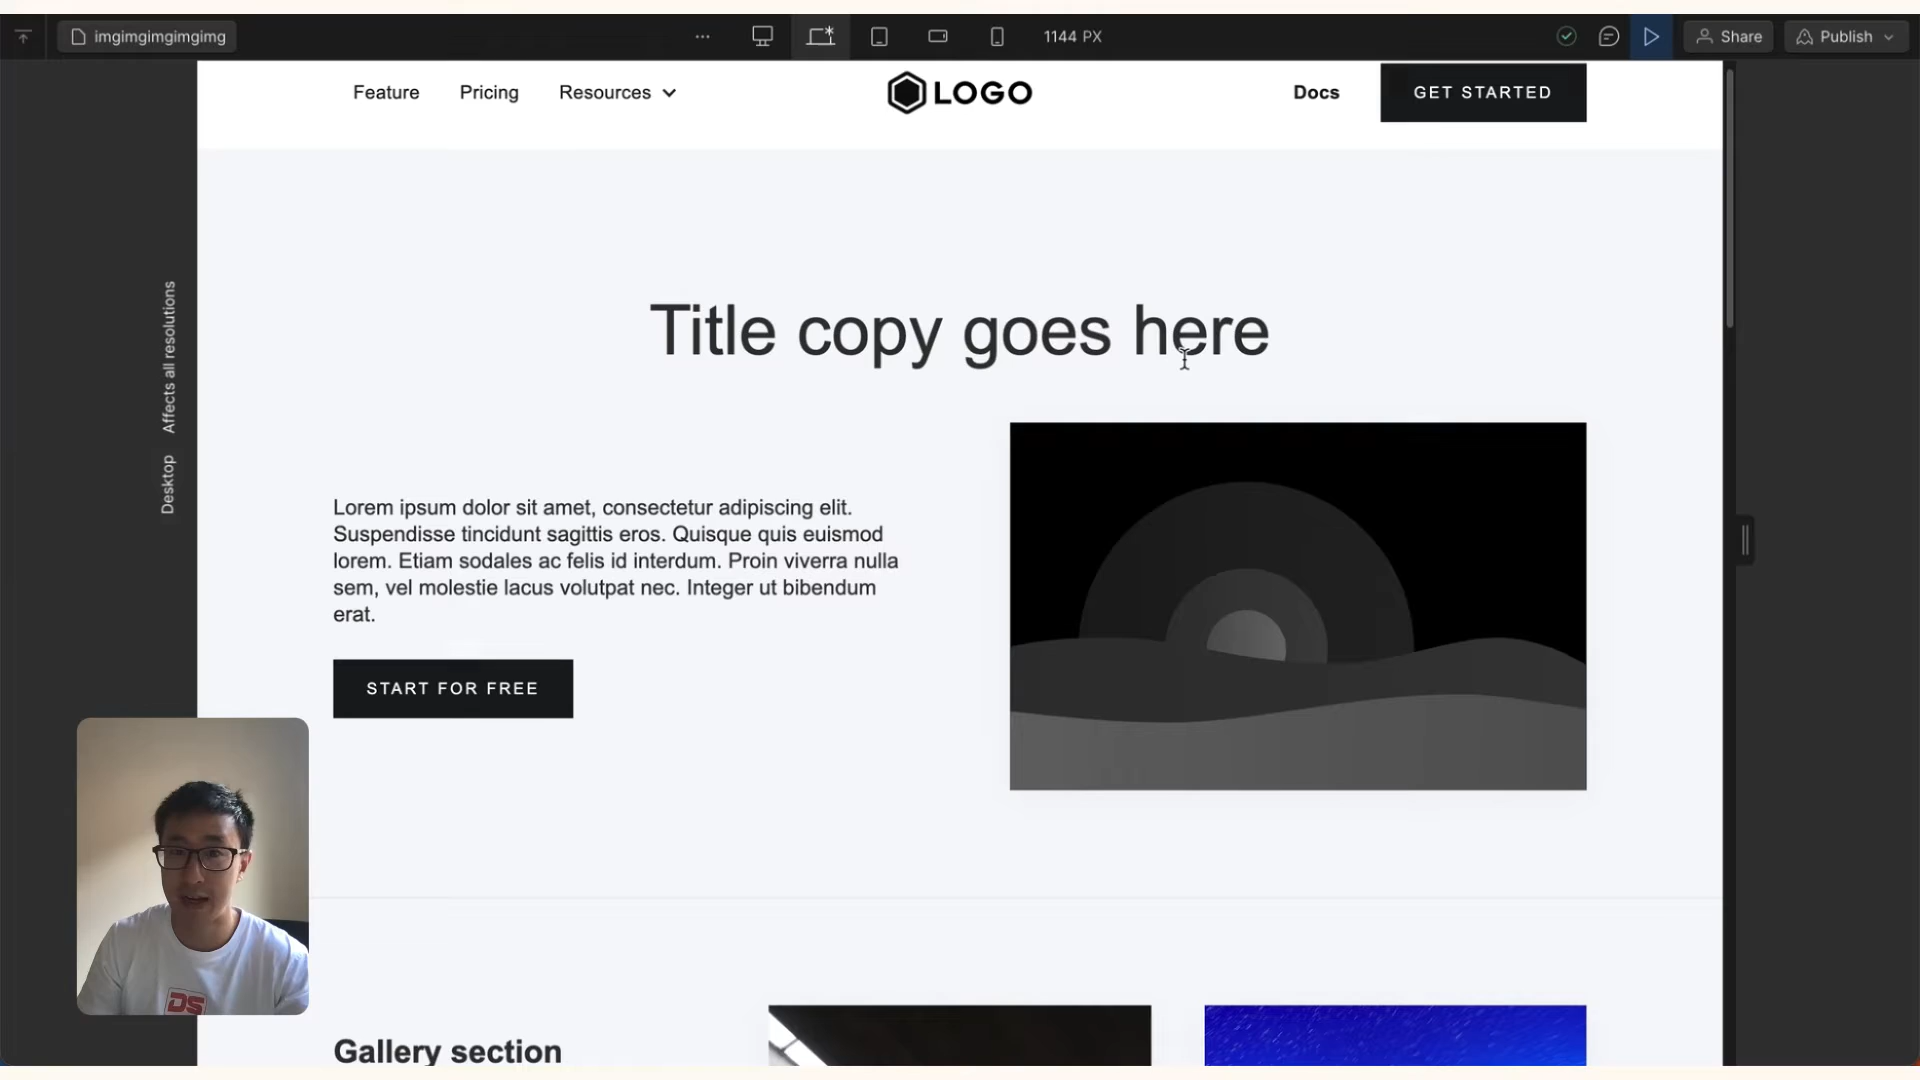 imgimgimgimgimg
1144 PX
Share
Publish
Feature
Pricing
Resources
LOGO
Docs
GET STARTED
Affects all resolutions
Desktop
Title copy goes here
Lorem ipsum dolor sit amet, consectetur adipiscing elit.
Suspendisse tincidunt sagittis eros. Quisque quis euismod
lorem. Etiam sodales ac felis id interdum. Proin viverra nulla
sem, vel molestie lacus volutpat nec. Integer ut bibendum
erat.
START FOR FREE
DS
Gallery section